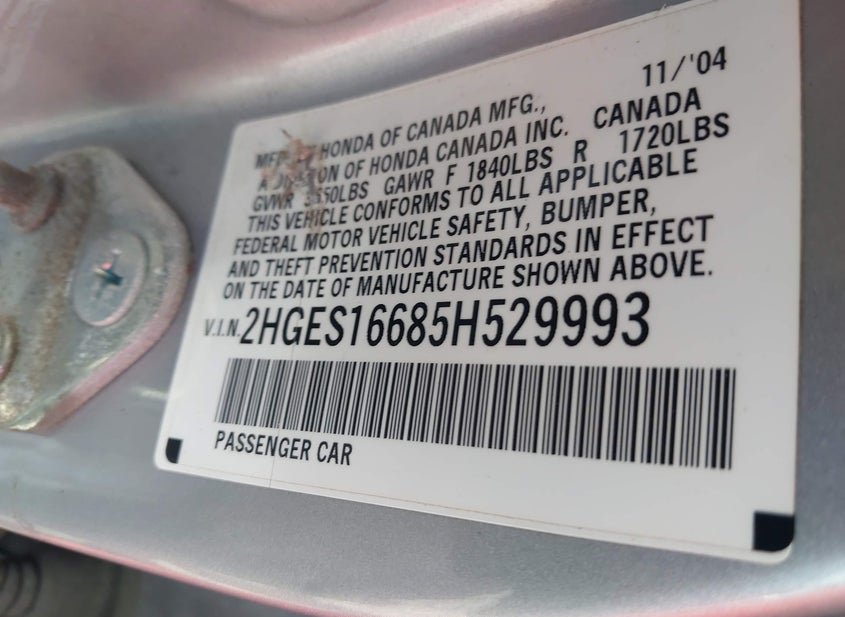 11/'04
HONDA OF CANADA MFG.,
A OF HONDA CANADA INC. CANADA
GVWR GAWR F 1840LBS R 1720LBS
THIS VEHICLE CONFORMS TO ALL APPLICABLE
FEDERAL MOTOR VEHICLE SAFETY, BUMPER,
AND THEFT PREVENTION STANDARDS IN EFFECT
ON THE DATE OF MANUFACTURE SHOWN ABOVE.
V.I.N. 2HGES16685H529993
PASSENGER CAR